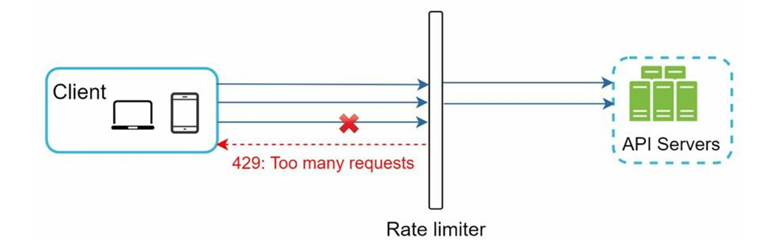 Client
429: Too many requests
API Servers
Rate limiter